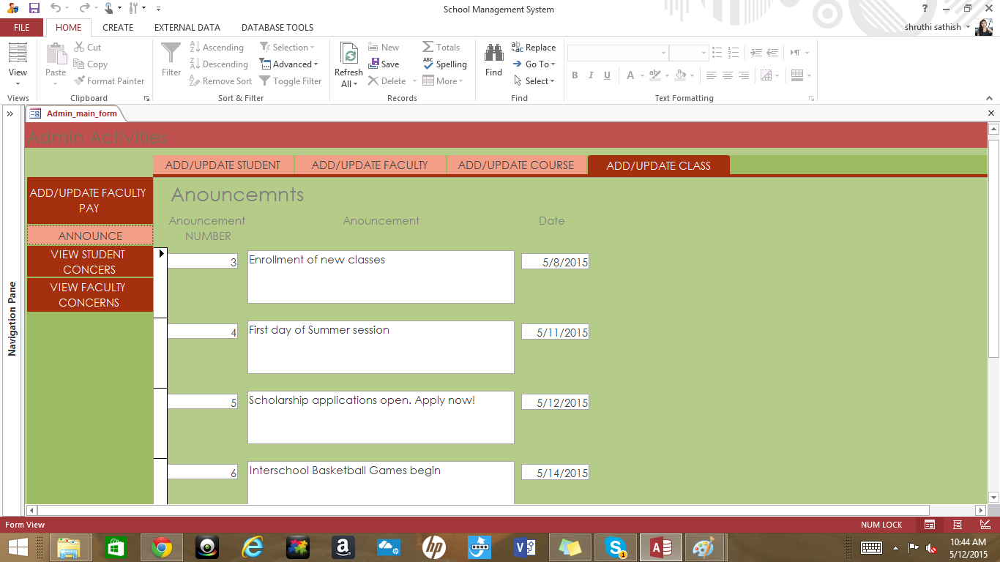 School Management System
?
FILE HOME CREATE EXTERNAL DATA DATABASE TOOLS shruthi sathish
View
Views
Paste
Cut
Copy
Format Painter
Clipboard
Filter
Ascending
Descending
Remove Sort
Selection
Advanced
Toggle Filter
Sort & Filter
Refresh
All
New
Save
Delete
Totals
Spelling
More
Records
Find
Replace
Go To
Select
Find
B I U A
Text Formatting
Admin_main_form
Navigation Pane
Admin Activities
ADD/UPDATE STUDENT ADD/UPDATE FACULTY ADD/UPDATE COURSE ADD/UPDATE CLASS
ADD/UPDATE FACULTY
PAY
ANNOUNCE
VIEW STUDENT
CONCERS
VIEW FACULTY
CONCERNS
Anouncemnts
Anouncement Anouncement Date
NUMBER
3 Enrollment of new classes 5/8/2015
4 First day of Summer session 5/11/2015
5 Scholarship applications open. Apply now! 5/12/2015
6 Interschool Basketball Games begin 5/14/2015
Form View NUM LOCK
10:44 AM
5/12/2015